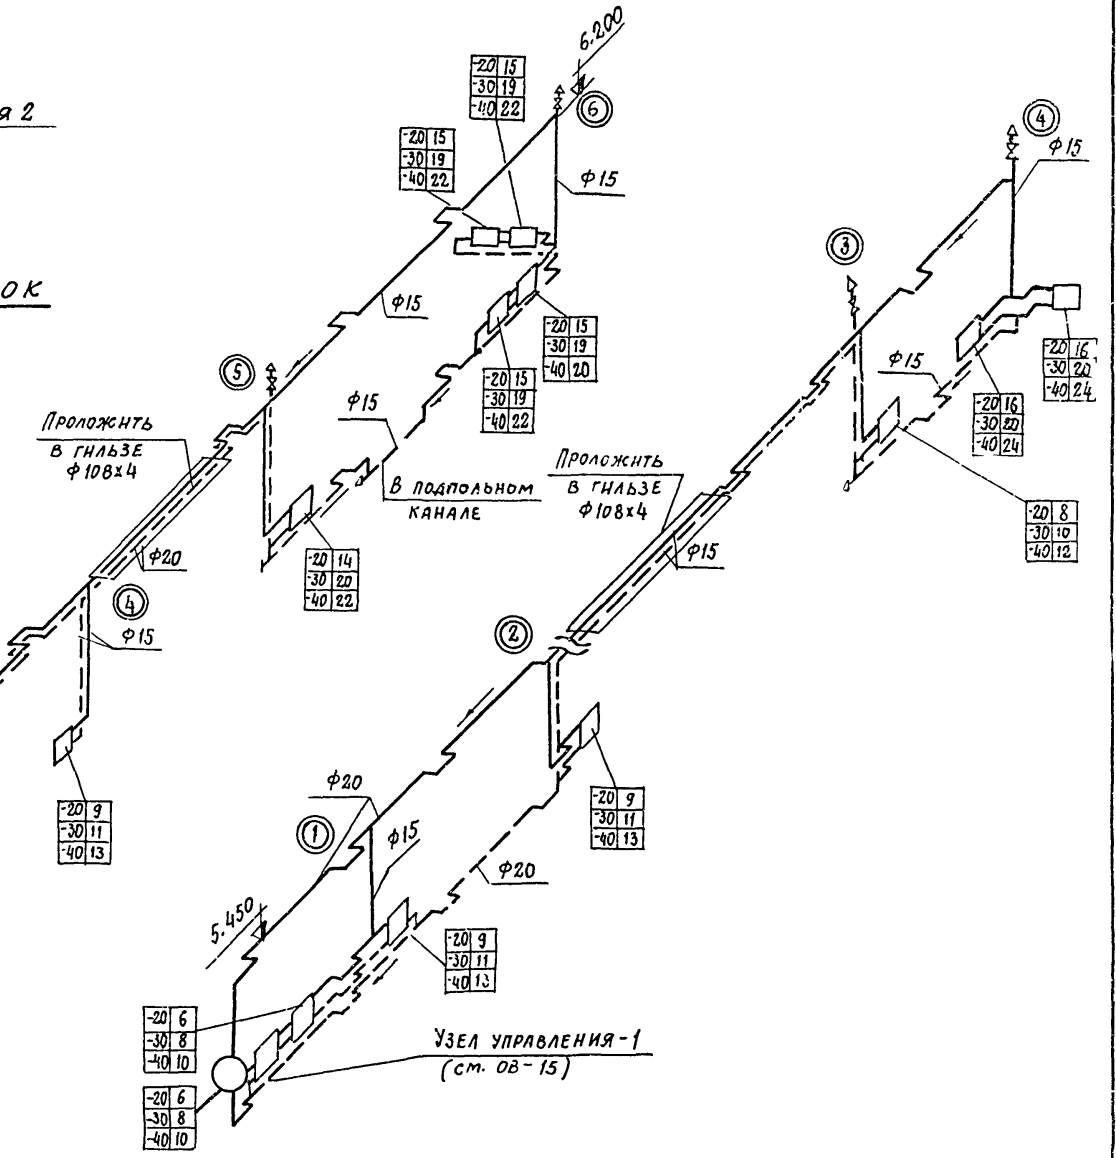 я 2
ок
6.200
-20 15
-30 19
-40 22
6
-20 15
-30 19
-40 22
ф15
4
ф15
3
ф15
-20 15
-30 19
-40 20
-20 15
-30 19
-40 22
5
ф15
Проложить
в гильзе
ф108х4
В подпольном
канале
ф20
-20 14
-30 20
-40 22
4
ф15
-20 9
-30 11
-40 13
ф15
-20 16
-30 20
-40 24
-20 16
-30 20
-40 24
-20 8
-30 10
-40 12
Проложить
в гильзе
ф108х4
ф15
2
-20 9
-30 11
-40 13
ф20
1
ф15
ф20
5.450
-20 9
-30 11
-40 13
-20 6
-30 8
-40 10
-20 6
-30 8
-40 10
Узел управления-1
(см. ОВ-15)